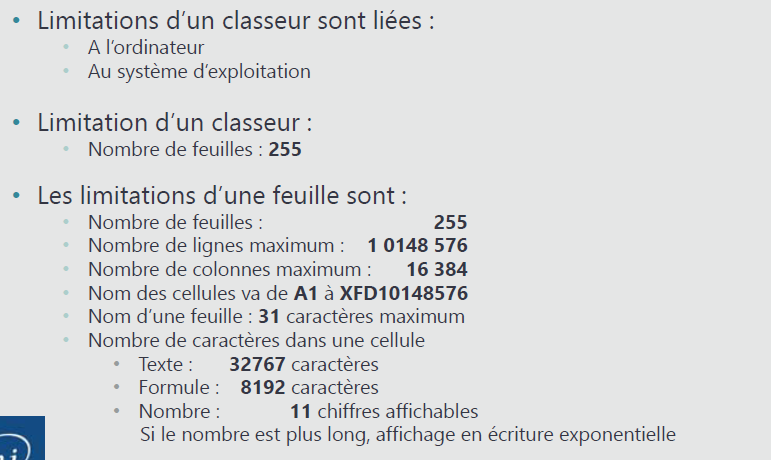 Limitations d'un classeur sont liées :
A l'ordinateur
Au système d'exploitation
Limitation d'un classeur :
Nombre de feuilles : 255
Les limitations d'une feuille sont :
Nombre de feuilles : 255
Nombre de lignes maximum : 1 0148 576
Nombre de colonnes maximum : 16 384
Nom des cellules va de A1 à XFD10148576
Nom d'une feuille : 31 caractères maximum
Nombre de caractères dans une cellule
Texte : 32767 caractères
Formule : 8192 caractères
Nombre : 11 chiffres affichables
Si le nombre est plus long, affichage en écriture exponentielle